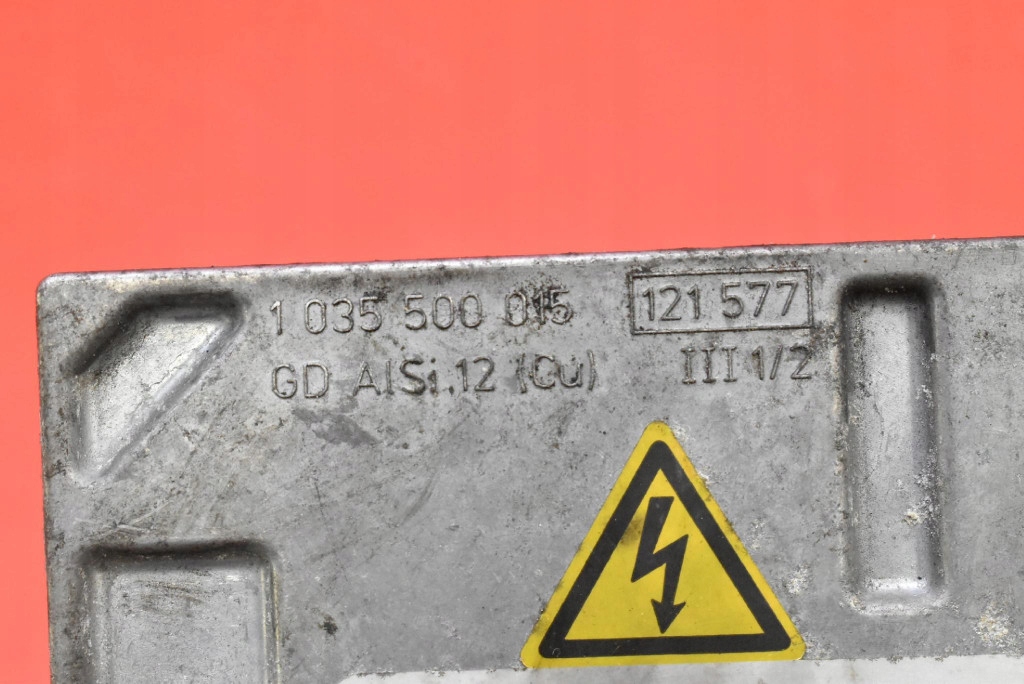 1 035 500 015 121 577
GD AlSi.12 (Cu) III 1/2